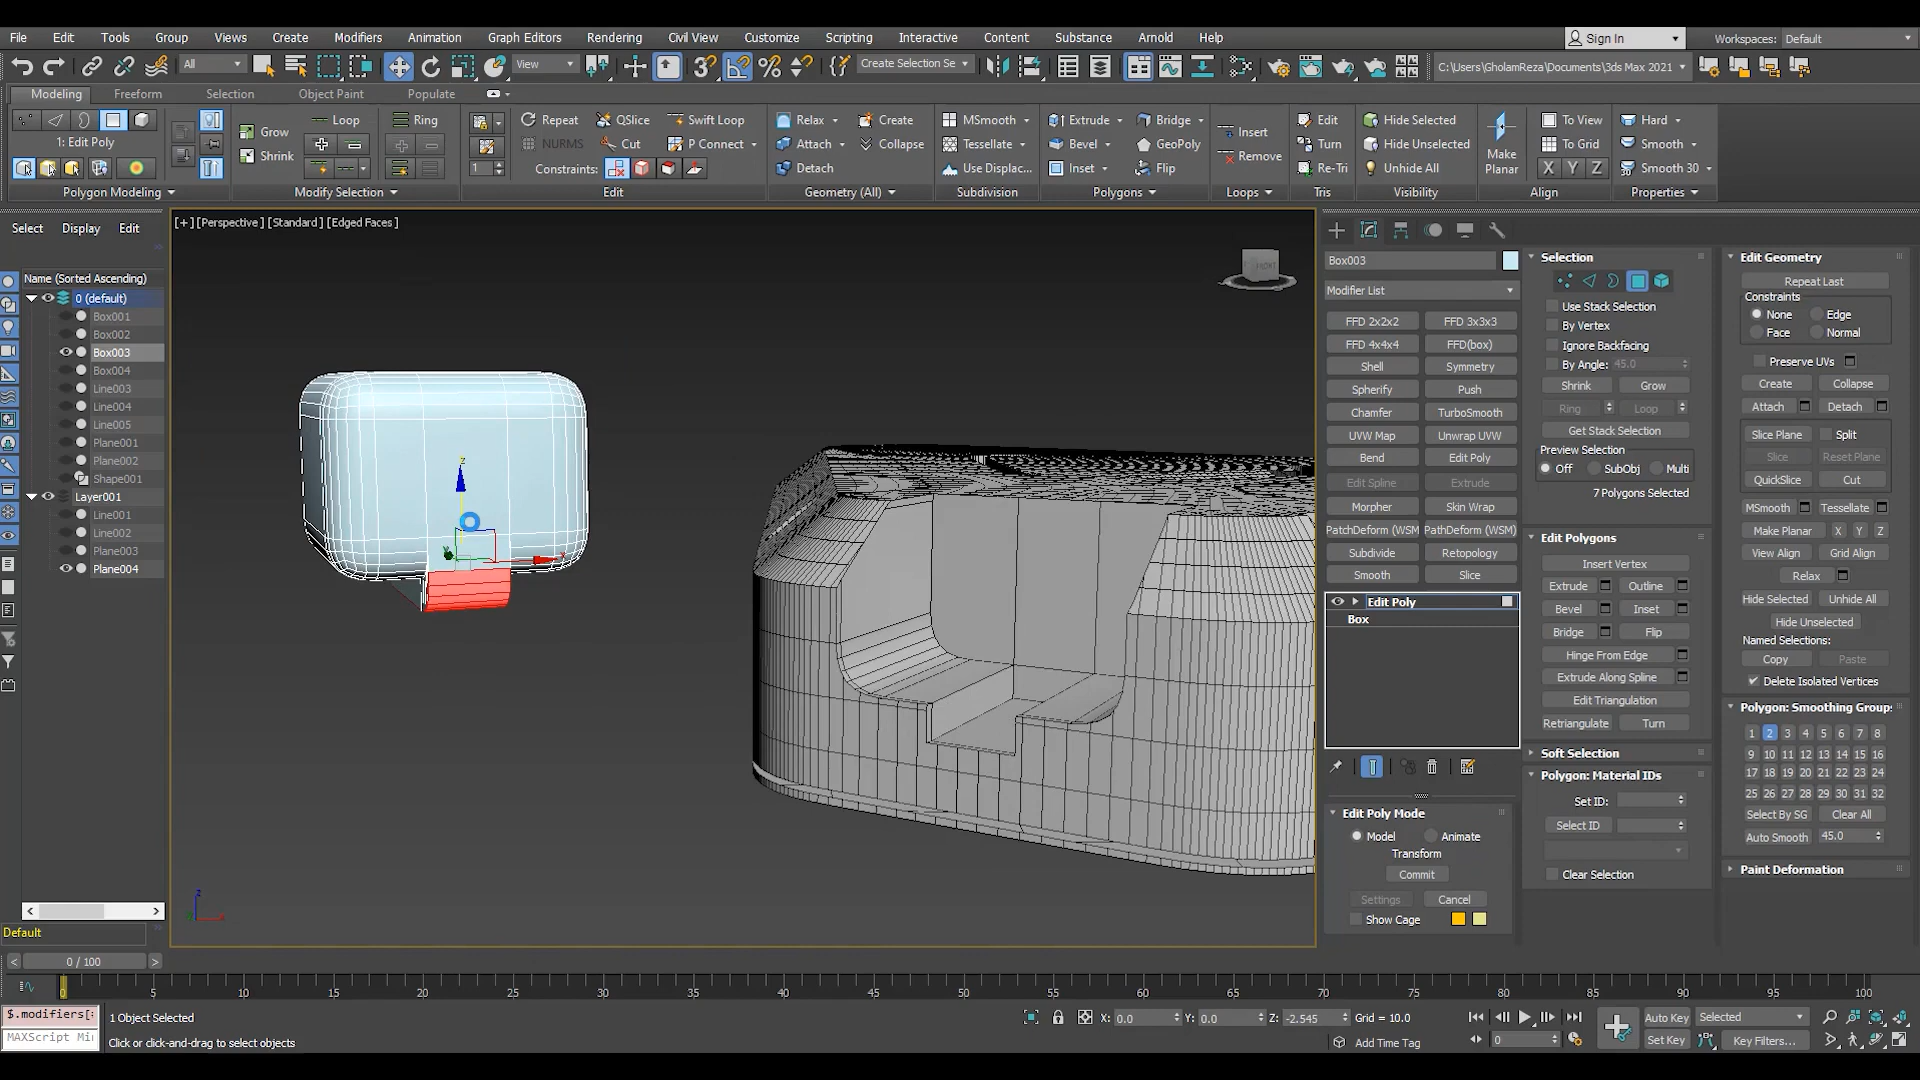 File Edit Tools Group Views Create Modifiers Animation Graph Editors Rendering Civil View Customize Scripting Interactive Content Substance Arnold Help
Sign In Workspaces: Default
All View Create Selection Se C:\Users\GholamReza\Documents\3ds Max 2021
Modeling Freeform Selection Object Paint Populate
1: Edit Poly
Polygon Modeling
Grow
Shrink
Loop
Ring
Modify Selection
Repeat QSlice Swift Loop
NURMS Cut P Connect
1 Constraints:
Edit
Relax Create
Attach Collapse
Detach
Geometry (All)
MSmooth
Tessellate
Use Displac...
Subdivision
Extrude Bridge
Bevel GeoPoly
Inset Flip
Polygons
Insert
Remove
Loops
Edit
Turn
Re-Tri
Tris
Hide Selected
Hide Unselected
Unhide All
Visibility
Make Planar
To View
To Grid
X Y Z
Align
Hard
Smooth
Smooth 30
Properties
Select Display Edit
Name (Sorted Ascending)
0 (default)
Box001
Box002
Box003
Box004
Line003
Line004
Line005
Plane001
Plane002
Shape001
Layer001
Line001
Line002
Plane003
Plane004
Default
[+] [Perspective] [Standard] [Edged Faces]
FRONT
z
x
y
z
Box003
Modifier List
FFD 2x2x2 FFD 3x3x3
FFD 4x4x4 FFD(box)
Shell Symmetry
Spherify Push
Chamfer TurboSmooth
UVW Map Unwrap UVW
Bend Edit Poly
Edit Spline Extrude
Morpher Skin Wrap
PatchDeform (WSM PathDeform (WSM)
Subdivide Retopology
Smooth Slice
Edit Poly
Box
Edit Poly Mode
Model Animate
Transform
Commit
Settings Cancel
Show Cage
Selection
Use Stack Selection
By Vertex
Ignore Backfacing
By Angle: 45.0
Shrink Grow
Ring Loop
Get Stack Selection
Preview Selection
Off SubObj Multi
7 Polygons Selected
Edit Polygons
Insert Vertex
Extrude Outline
Bevel Inset
Bridge Flip
Hinge From Edge
Extrude Along Spline
Edit Triangulation
Retriangulate Turn
Soft Selection
Polygon: Material IDs
Set ID:
Select ID
Clear Selection
Edit Geometry
Repeat Last
Constraints
None Edge
Face Normal
Preserve UVs
Create Collapse
Attach Detach
Slice Plane Split
Slice Reset Plane
QuickSlice Cut
MSmooth Tessellate
Make Planar X Y Z
View Align Grid Align
Relax
Hide Selected Unhide All
Hide Unselected
Named Selections:
Copy Paste
Delete Isolated Vertices
Polygon: Smoothing Groups
1 2 3 4 5 6 7 8
9 10 11 12 13 14 15 16
17 18 19 20 21 22 23 24
25 26 27 28 29 30 31 32
Select By SG Clear All
Auto Smooth 45.0
Paint Deformation
< 0 / 100 >
5 10 15 20 25 30 35 40 45 50 55 60 65 70 75 80 85 90 95 100
$.modifiers[: 1 Object Selected
MAXScript Mi Click or click-and-drag to select objects
X: 0.0 Y: 0.0 Z: -2.545 Grid = 10.0
Add Time Tag
0
Auto Key Selected
Set Key Key Filters...